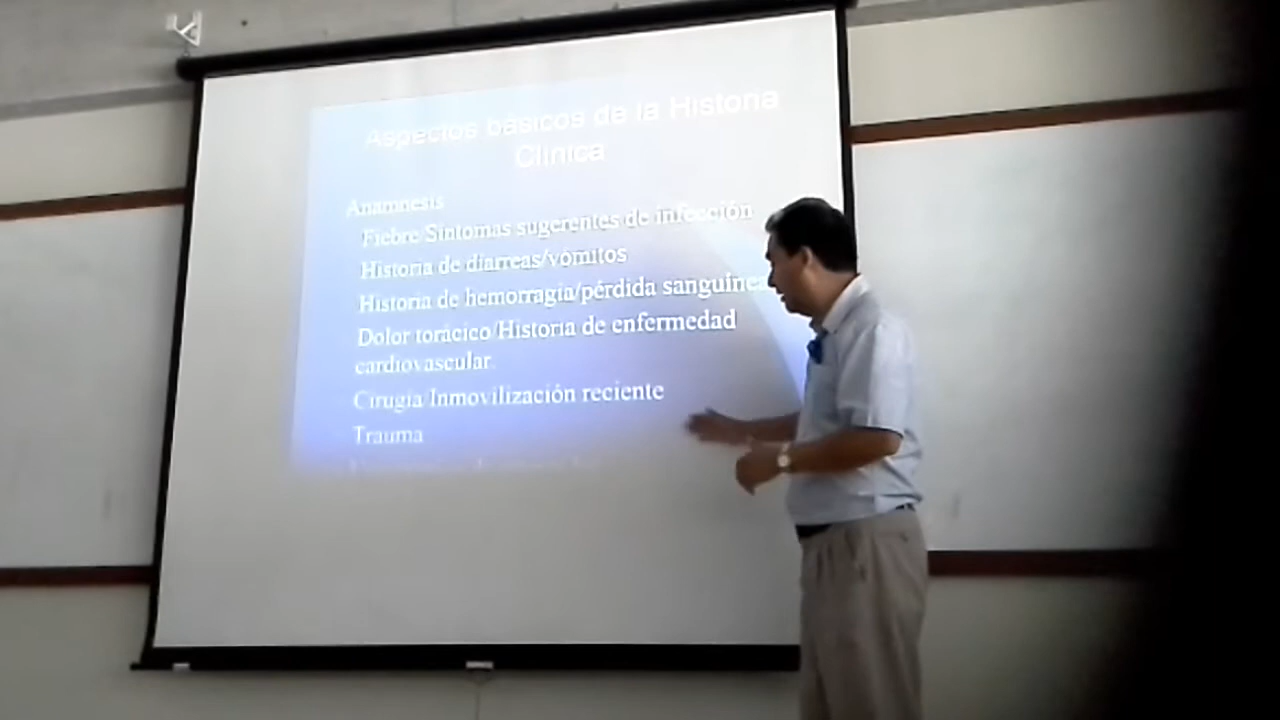 Aspectos basicos de la Historia
Clinica
Anamnesis
Fiebre/Sintomas sugerentes de infección
Historia de diarreas/vómitos
Historia de hemorragia/pérdida sanguínea
Dolor torácico/Historia de enfermedad
cardiovascular.
Cirugía/Inmovilización reciente
Trauma